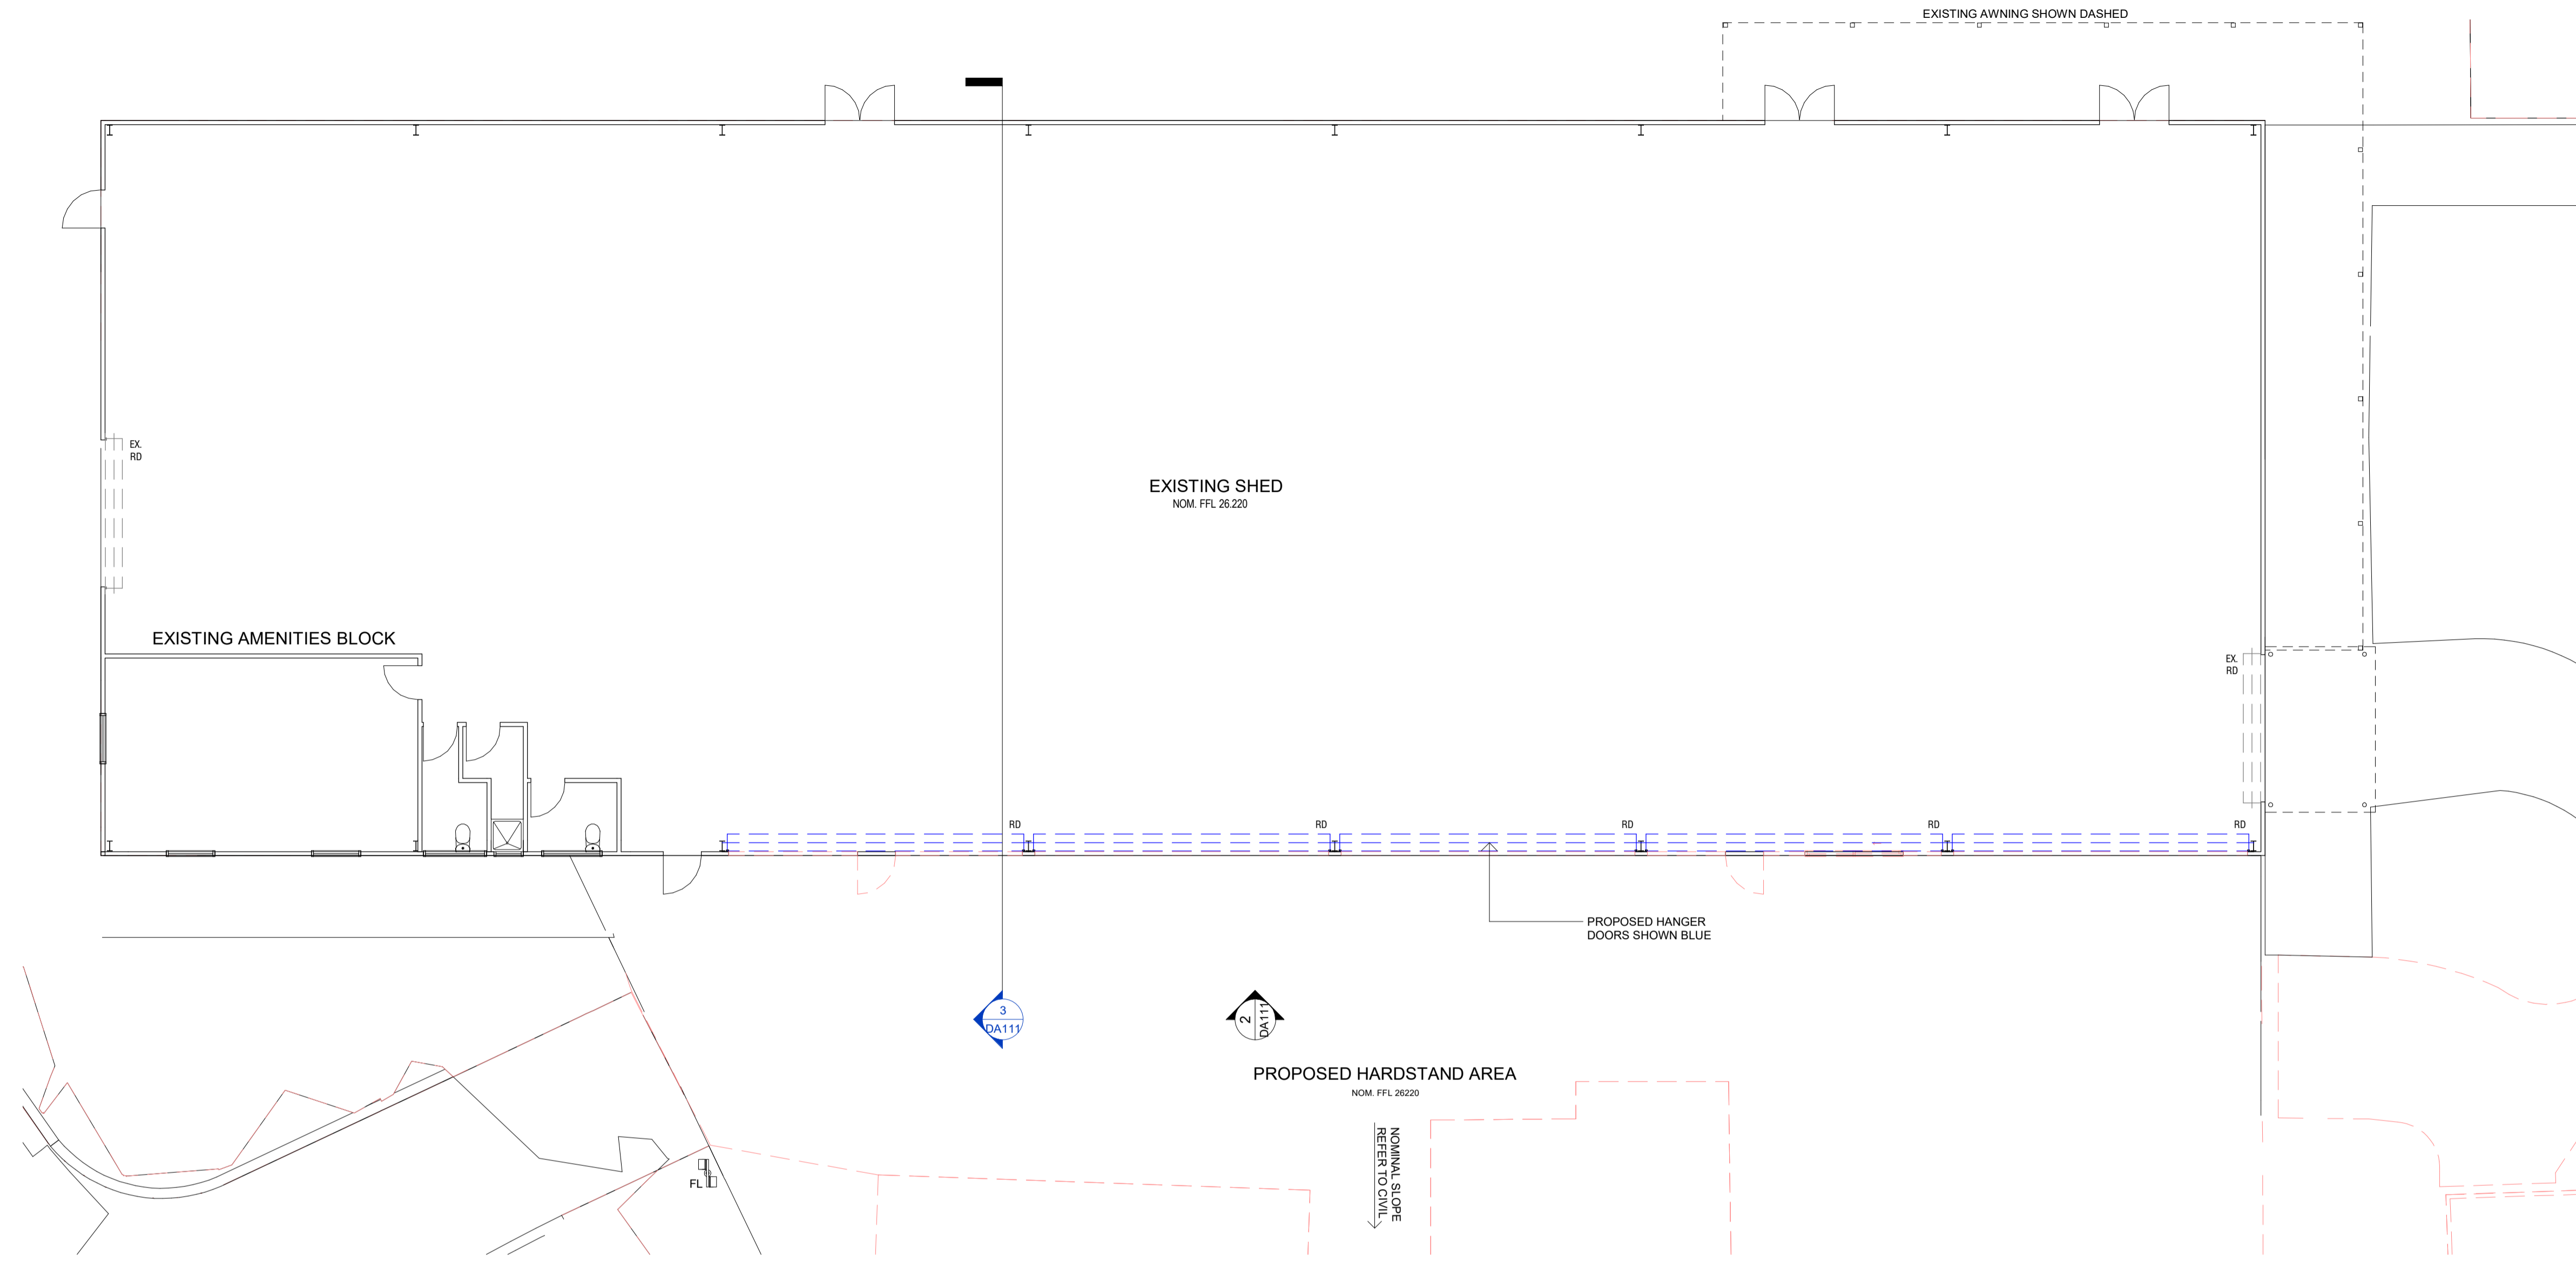 EXISTING AWNING SHOWN DASHED
EX.
RD
EXISTING SHED
NOM. FFL 26.220
EXISTING AMENITIES BLOCK
EX.
RD
RD
RD
RD
RD
RD
PROPOSED HANGER
DOORS SHOWN BLUE
3
DA111
2
DA111
PROPOSED HARDSTAND AREA
NOM. FFL 26220
NOMINAL SLOPE
REFER TO CIVIL
FL